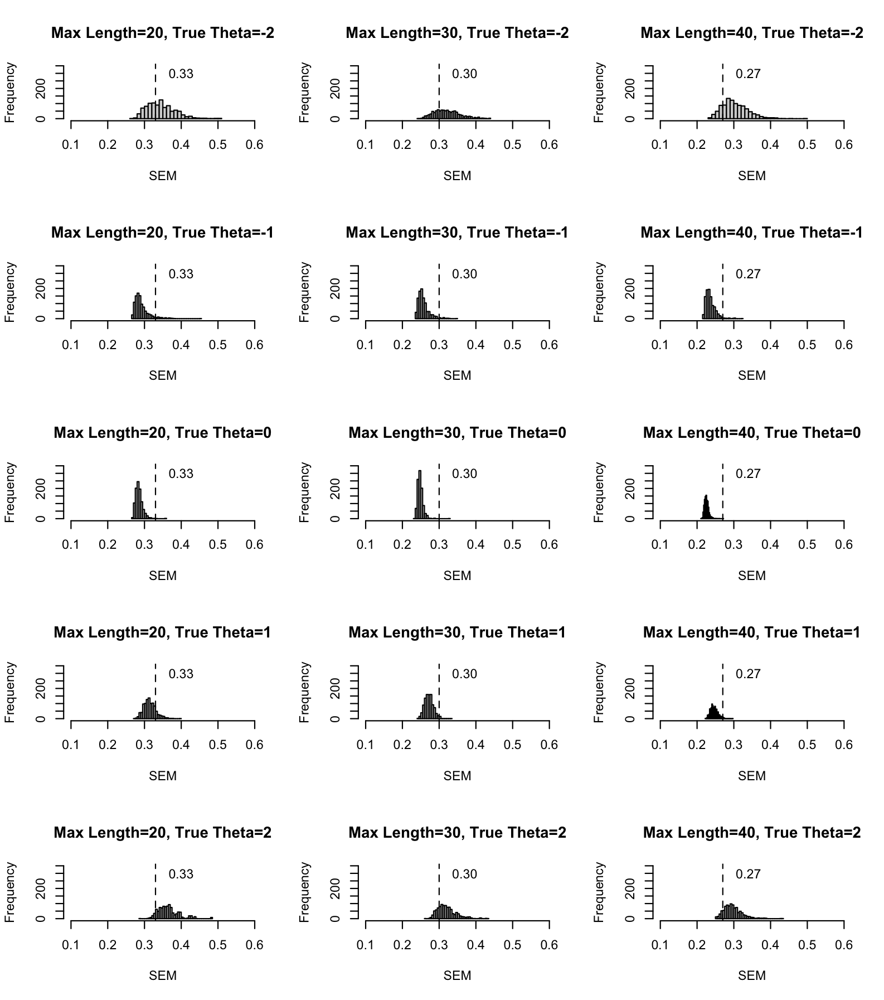 Max Length=20, True Theta=-2
Max Length=30, True Theta=-2
Max Length=40, True Theta=-2
Frequency
200
0
0.33
0.1 0.2 0.3 0.4 0.5 0.6
SEM
Frequency
200
0
0.30
0.1 0.2 0.3 0.4 0.5 0.6
SEM
Frequency
200
0
0.27
0.1 0.2 0.3 0.4 0.5 0.6
SEM
Max Length=20, True Theta=-1
Max Length=30, True Theta=-1
Max Length=40, True Theta=-1
Frequency
200
0
0.33
0.1 0.2 0.3 0.4 0.5 0.6
SEM
Frequency
200
0
0.30
0.1 0.2 0.3 0.4 0.5 0.6
SEM
Frequency
200
0
0.27
0.1 0.2 0.3 0.4 0.5 0.6
SEM
Max Length=20, True Theta=0
Max Length=30, True Theta=0
Max Length=40, True Theta=0
Frequency
200
0
0.33
0.1 0.2 0.3 0.4 0.5 0.6
SEM
Frequency
200
0
0.30
0.1 0.2 0.3 0.4 0.5 0.6
SEM
Frequency
200
0
0.27
0.1 0.2 0.3 0.4 0.5 0.6
SEM
Max Length=20, True Theta=1
Max Length=30, True Theta=1
Max Length=40, True Theta=1
Frequency
200
0
0.33
0.1 0.2 0.3 0.4 0.5 0.6
SEM
Frequency
200
0
0.30
0.1 0.2 0.3 0.4 0.5 0.6
SEM
Frequency
200
0
0.27
0.1 0.2 0.3 0.4 0.5 0.6
SEM
Max Length=20, True Theta=2
Max Length=30, True Theta=2
Max Length=40, True Theta=2
Frequency
200
0
0.33
0.1 0.2 0.3 0.4 0.5 0.6
SEM
Frequency
200
0
0.30
0.1 0.2 0.3 0.4 0.5 0.6
SEM
Frequency
200
0
0.27
0.1 0.2 0.3 0.4 0.5 0.6
SEM